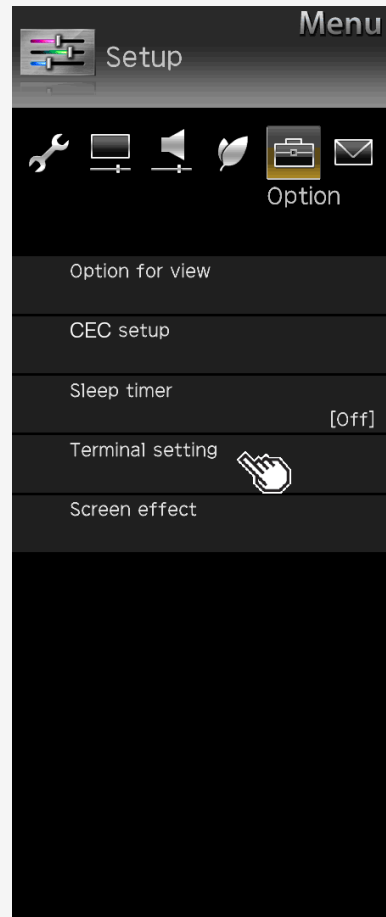 Menu
Setup
Option
Option for view
CEC setup
Sleep timer
[Off]
Terminal setting
Screen effect